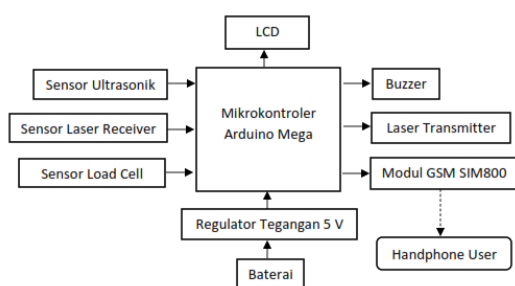 LCD
Sensor Ultrasonik
Buzzer
Mikrokontroler
Arduino Mega
Sensor Laser Receiver
Laser Transmitter
Sensor Load Cell
Modul GSM SIM800
Regulator Tegangan 5 V
Handphone User
Baterai